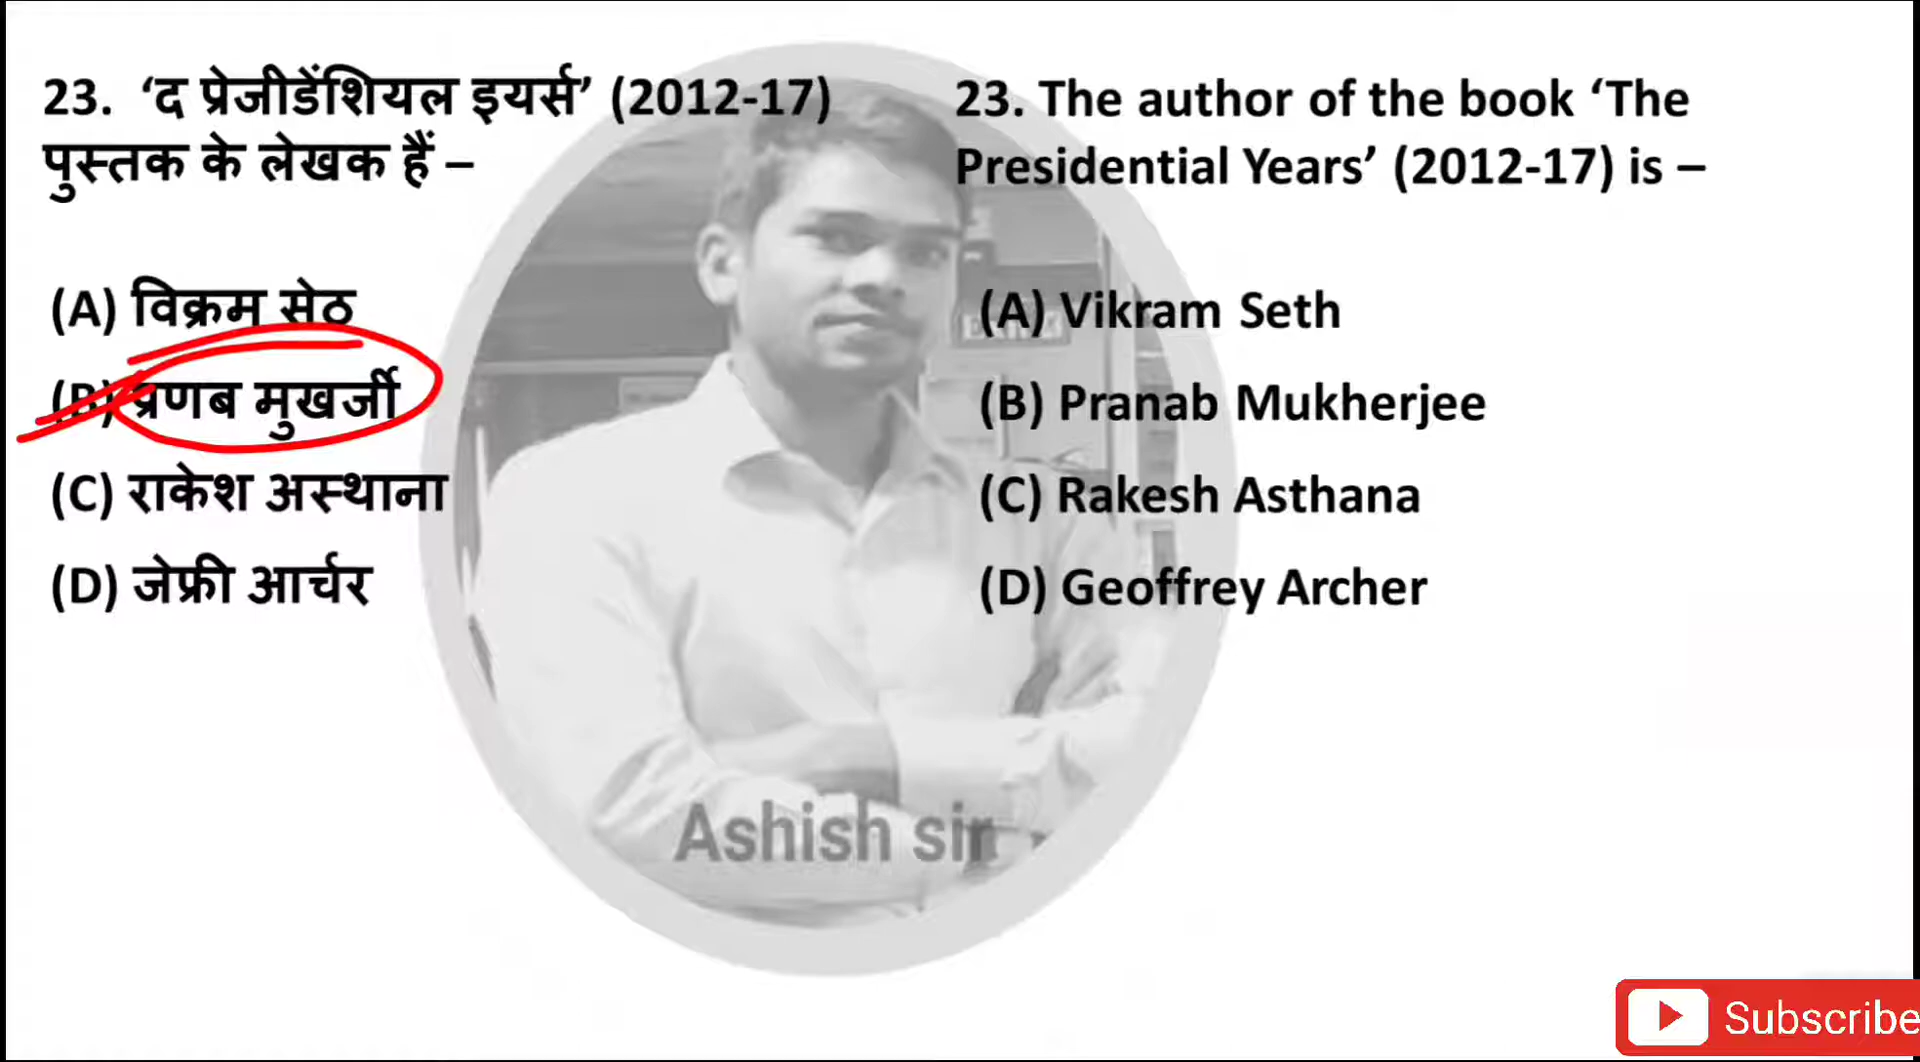 23. ‘द प्रेजीडेंशियल इयर्स’ (2012-17)
पुस्तक के लेखक हैं –
(A) विक्रम सेठ
(B) प्रणब मुखर्जी
(C) राकेश अस्थाना
(D) जेफ्री आर्चर
23. The author of the book ‘The
Presidential Years’ (2012-17) is –
(A) Vikram Seth
(B) Pranab Mukherjee
(C) Rakesh Asthana
(D) Geoffrey Archer
Ashish sir
Subscribe